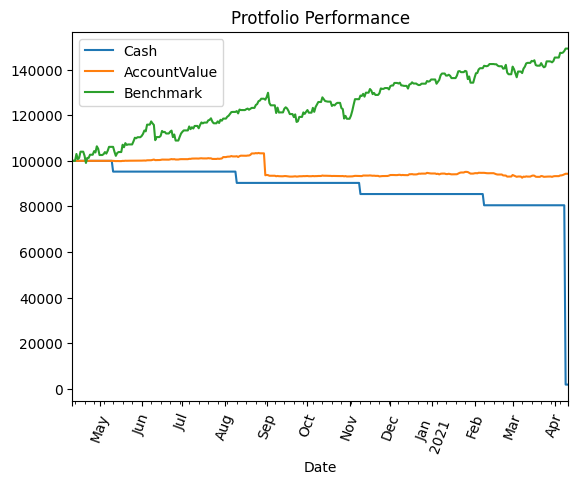 Protfolio Performance
Cash
AccountValue
Benchmark
140000
120000
100000
80000
60000
40000
20000
0
May
Jun
Jul
Aug
Sep
Oct
Nov
Dec
Jan
2021
Feb
Mar
Apr
Date